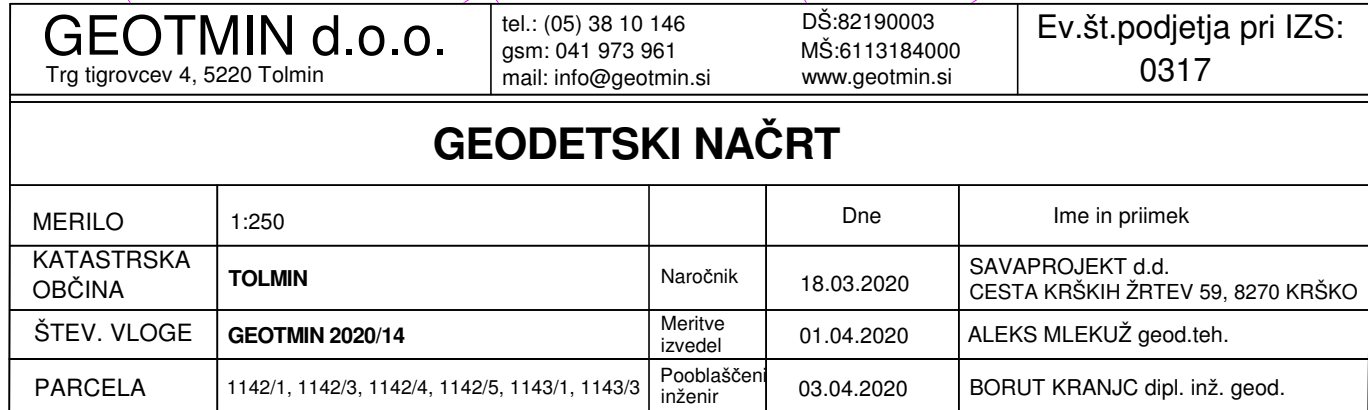 GEOTMIN d.o.o.
Trg tigrovcev 4, 5220 Tolmin
tel.: (05) 38 10 146
gsm: 041 973 961
mail: info@geotmin.si
DŠ:82190003
MŠ:6113184000
www.geotmin.si
Ev.št.podjetja pri IZS:
0317
GEODETSKI NAČRT
MERILO 1:250 Dne Ime in priimek
KATASTRSKA
OBČINA
TOLMIN
Naročnik
18.03.2020
SAVAPROJEKT d.d.
CESTA KRŠKIH ŽRTEV 59, 8270 KRŠKO
ŠTEV. VLOGE
GEOTMIN 2020/14
Meritve
izvedel
01.04.2020
ALEKS MLEKUŽ geod.teh.
PARCELA
1142/1, 1142/3, 1142/4, 1142/5, 1143/1, 1143/3
Pooblaščeni
inženir
03.04.2020
BORUT KRANJC dipl. inž. geod.